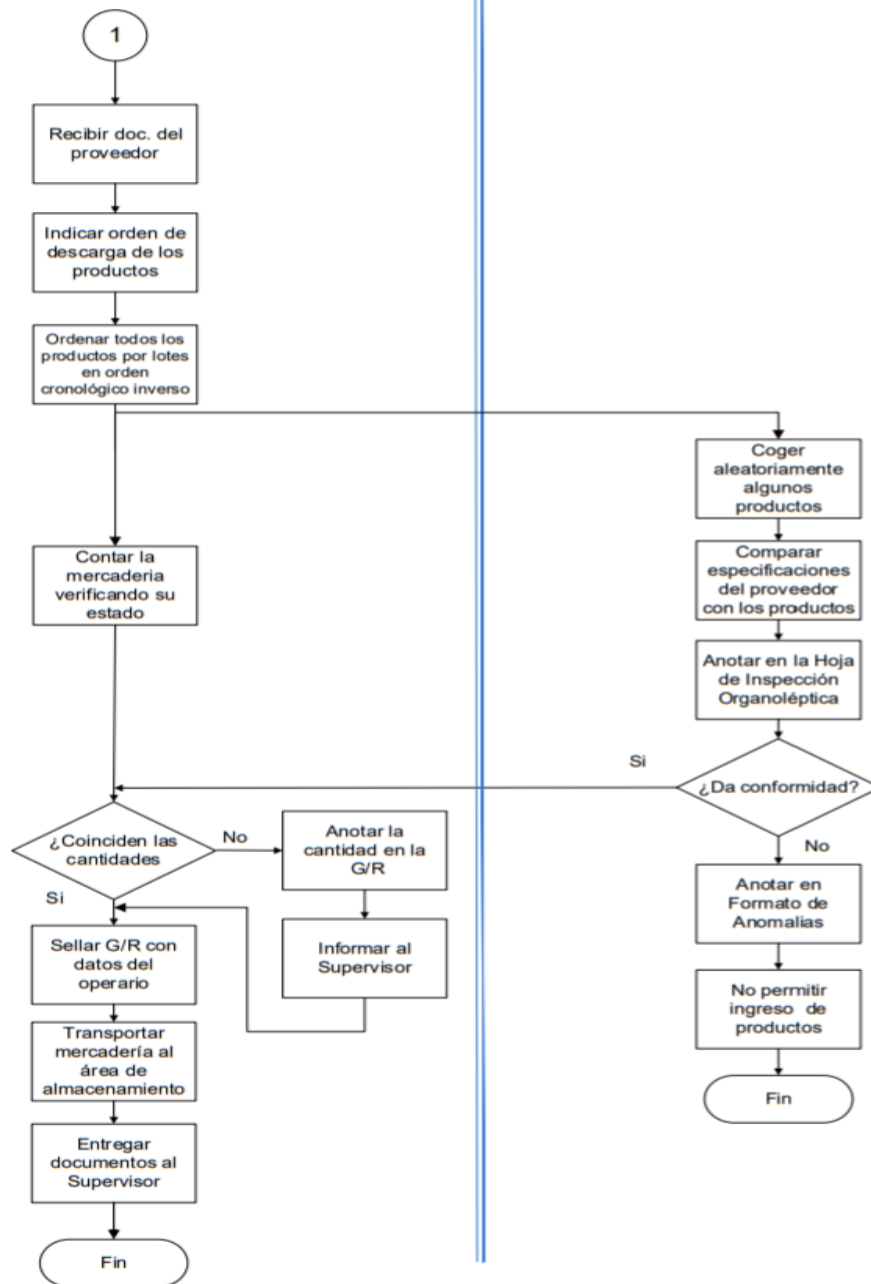 1
Recibir doc. del
proveedor
Indicar orden de
descarga de los
productos
Ordenar todos los
productos por lotes
en orden
cronológico inverso
Contar la
mercaderia
verificando su
estado
¿Coinciden las
cantidades
No
Anotar la
cantidad en la
G/R
Informar al
Supervisor
Si
Sellar G/R con
datos del
operario
Transportar
mercadería al
área de
almacenamiento
Entregar
documentos al
Supervisor
Fin
Coger
aleatoriamente
algunos
productos
Comparar
especificaciones
del proveedor
con los productos
Anotar en la Hoja
de Inspección
Organoléptica
¿Da conformidad?
Si
No
Anotar en
Formato de
Anomalias
No permitir
ingreso de
productos
Fin